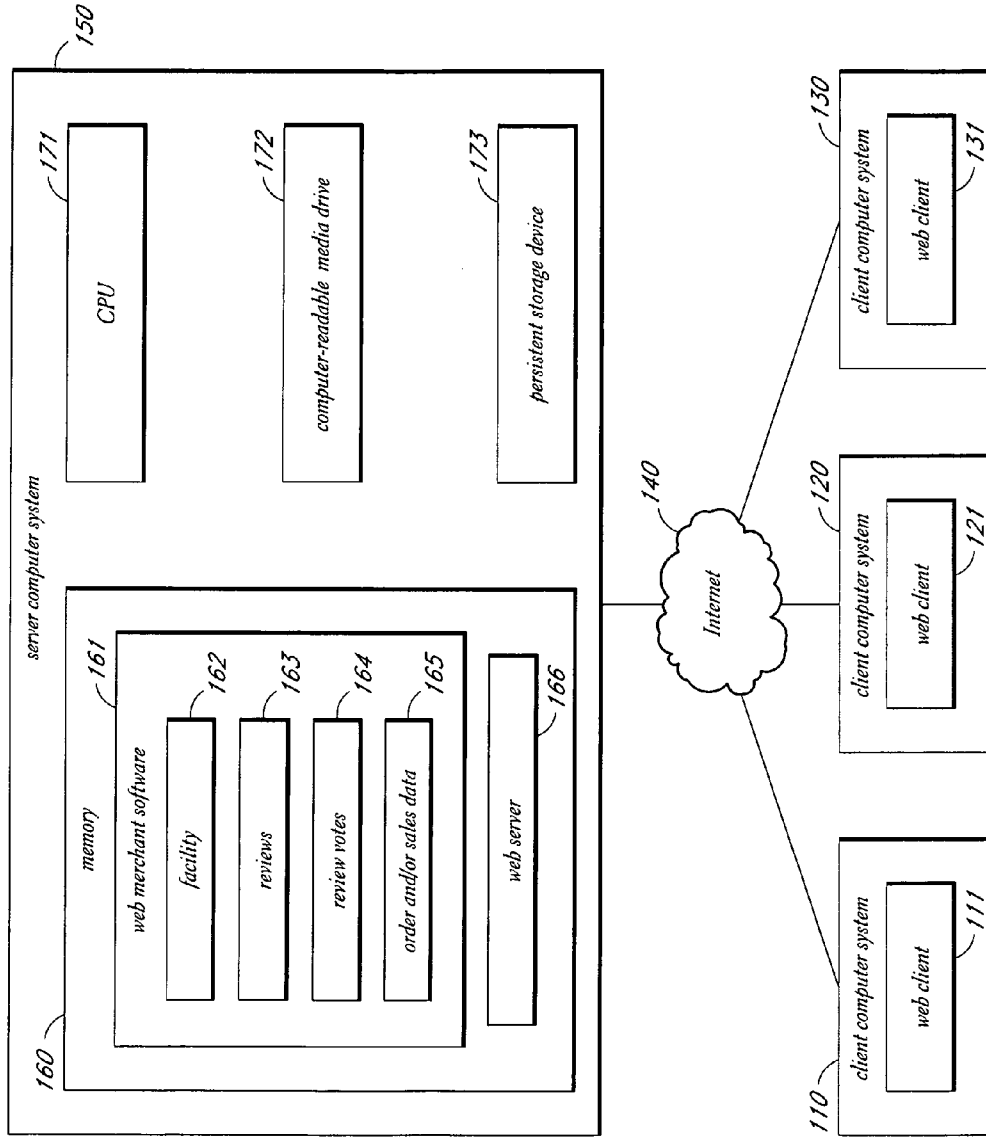 server computer system
150
160
memory
161
web merchant software
162
facility
163
reviews
164
review votes
165
order and/or sales data
166
web server
171
CPU
172
computer-readable media drive
173
persistent storage device
140
Internet
110
client computer system
web client
111
120
client computer system
web client
121
130
client computer system
web client
131